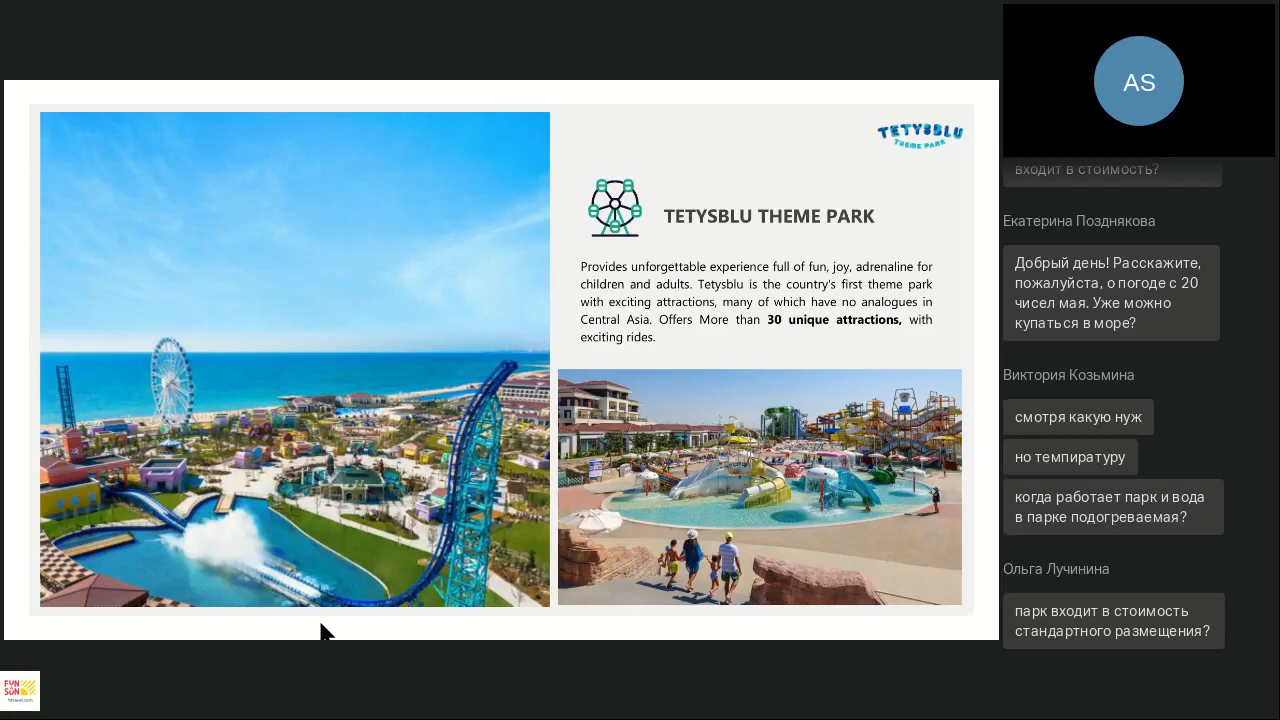 TETYSBLU
THEME PARK
TETYSBLU THEME PARK
Provides unforgettable experience full of fun, joy, adrenaline for
children and adults. Tetysblu is the country's first theme park
with exciting attractions, many of which have no analogues in
Central Asia. Offers More than 30 unique attractions, with
exciting rides.
FUN
&SUN
fstravel.com
AS
входит в стоимость?
Екатерина Позднякова
Добрый день! Расскажите,
пожалуйста, о погоде с 20
чисел мая. Уже можно
купаться в море?
Виктория Козьмина
смотря какую нуж
но темпиратуру
когда работает парк и вода
в парке подогреваемая?
Ольга Лучинина
парк входит в стоимость
стандартного размещения?